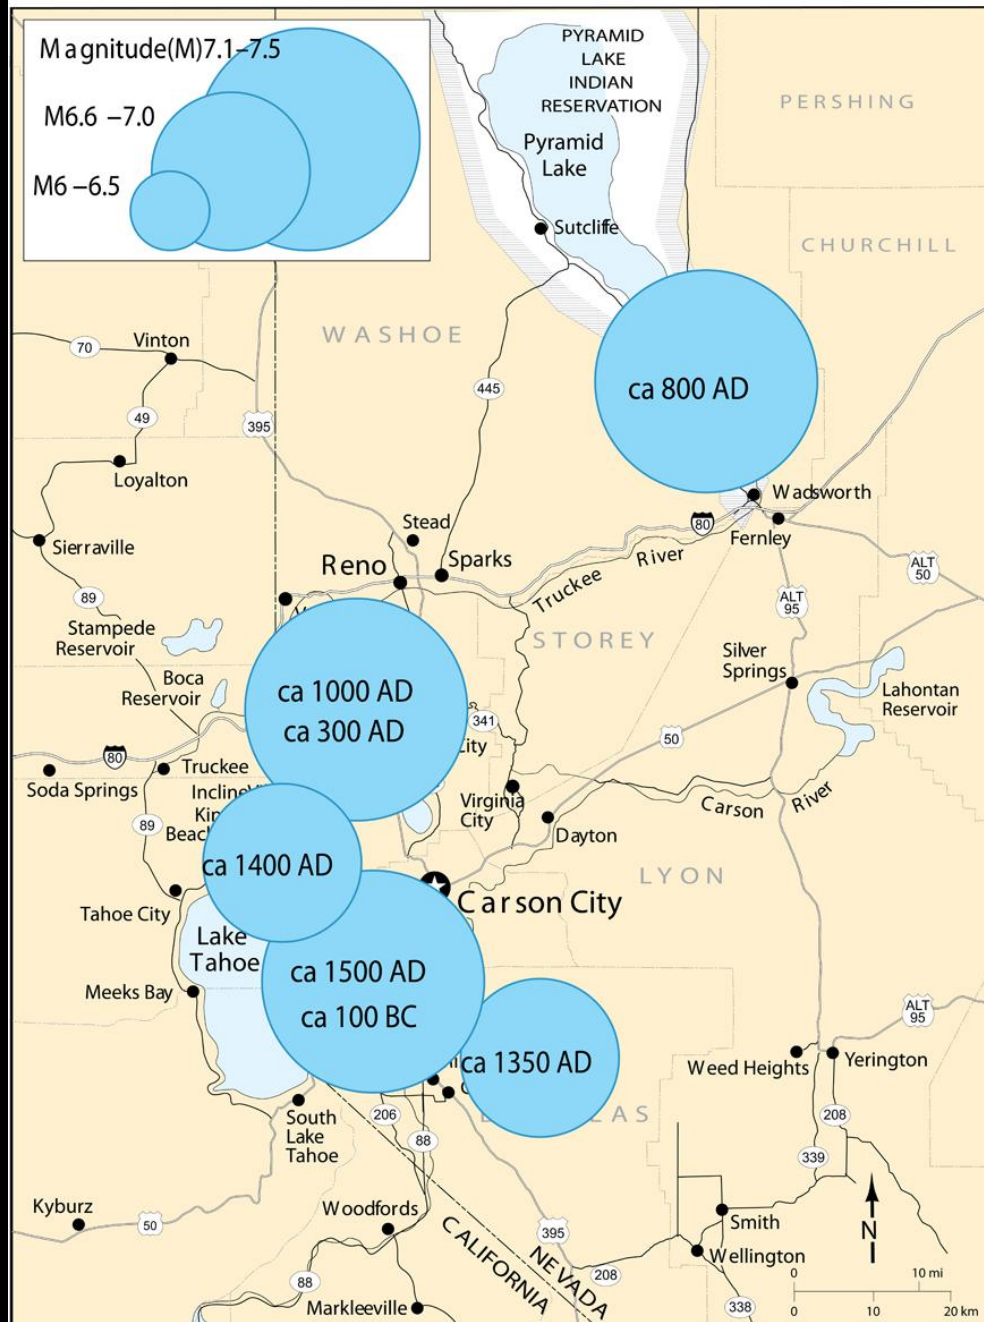 Magnitude(M)7.1–7.5
M6.6 –7.0
M6 –6.5
PYRAMID
LAKE
INDIAN
RESERVATION
Pyramid
Lake
Sutcliffe
PERSHING
CHURCHILL
WASHOE
Vinton
70
49
395
445
Loyalton
ca 800 AD
Wadsworth
Fernley
80
Stead
Sparks
Reno
Truckee River
Sierraville
89
ALT
50
ALT
95
Stampede
Reservoir
STOREY
Silver
Springs
Boca
Reservoir
Lahontan
Reservoir
ca 1000 AD
ca 300 AD
341
City
50
80
Soda Springs
Truckee
Incline
Beach
89
Virginia
City
Carson River
Dayton
ca 1400 AD
LYON
Tahoe City
Carson City
Lake
Tahoe
ca 1500 AD
ca 100 BC
Meeks Bay
ALT
95
ca 1350 AD
Weed Heights
Yerington
South
Lake
Tahoe
206
88
208
339
Kyburz
50
Woodfords
395
Smith
N
Wellington
CALIFORNIA
NEVADA
208
88
Markleeville
338
0 10 mi
0 10 20 km